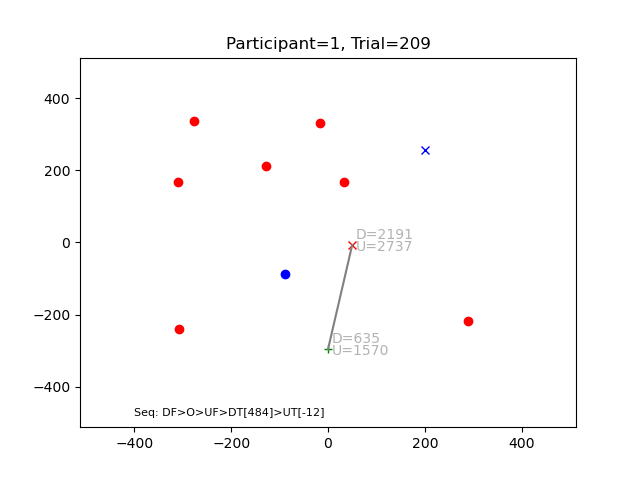 Participant=1, Trial=209
400
200
0
−200
−400
D=2191
U=2737
D=635
U=1570
Seq: DF>O>UF>DT[484]>UT[-12]
−400 −200 0 200 400